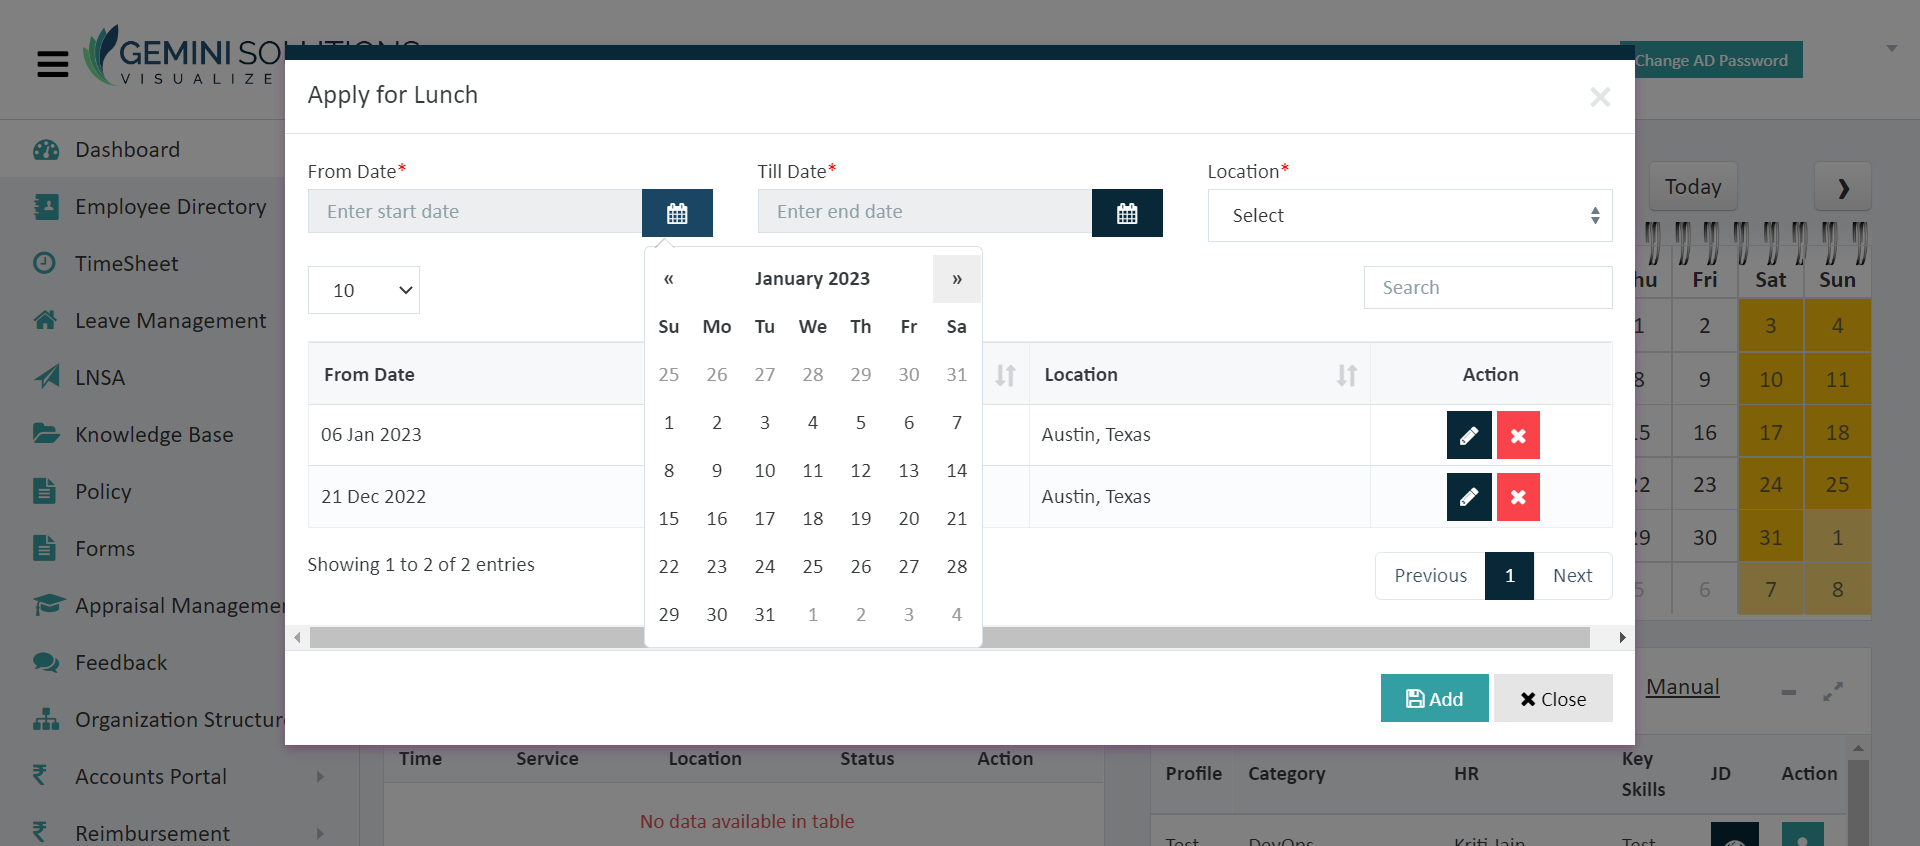 GEMINI SO
VISUALIZE
Change AD Password
Dashboard
Employee Directory
TimeSheet
Leave Management
LNSA
Knowledge Base
Policy
Forms
Appraisal Manageme
Feedback
Organization Structur
Accounts Portal
Reimbursement
Apply for Lunch
×
From Date*
Till Date*
Location*
Enter start date
Enter end date
Select
10
Search
« January 2023 »
Su Mo Tu We Th Fr Sa
25 26 27 28 29 30 31
1 2 3 4 5 6 7
8 9 10 11 12 13 14
15 16 17 18 19 20 21
22 23 24 25 26 27 28
29 30 31 1 2 3 4
From Date Location Action
06 Jan 2023 Austin, Texas
21 Dec 2022 Austin, Texas
Showing 1 to 2 of 2 entries
Previous 1 Next
Add
Close
Today
hu Fri Sat Sun
1 2 3 4
8 9 10 11
5 16 17 18
2 23 24 25
29 30 31 1
5 6 7 8
Manual
Time Service Location Status Action
No data available in table
Profile Category HR Key Skills JD Action
Test DevOps Kriti Jain Test